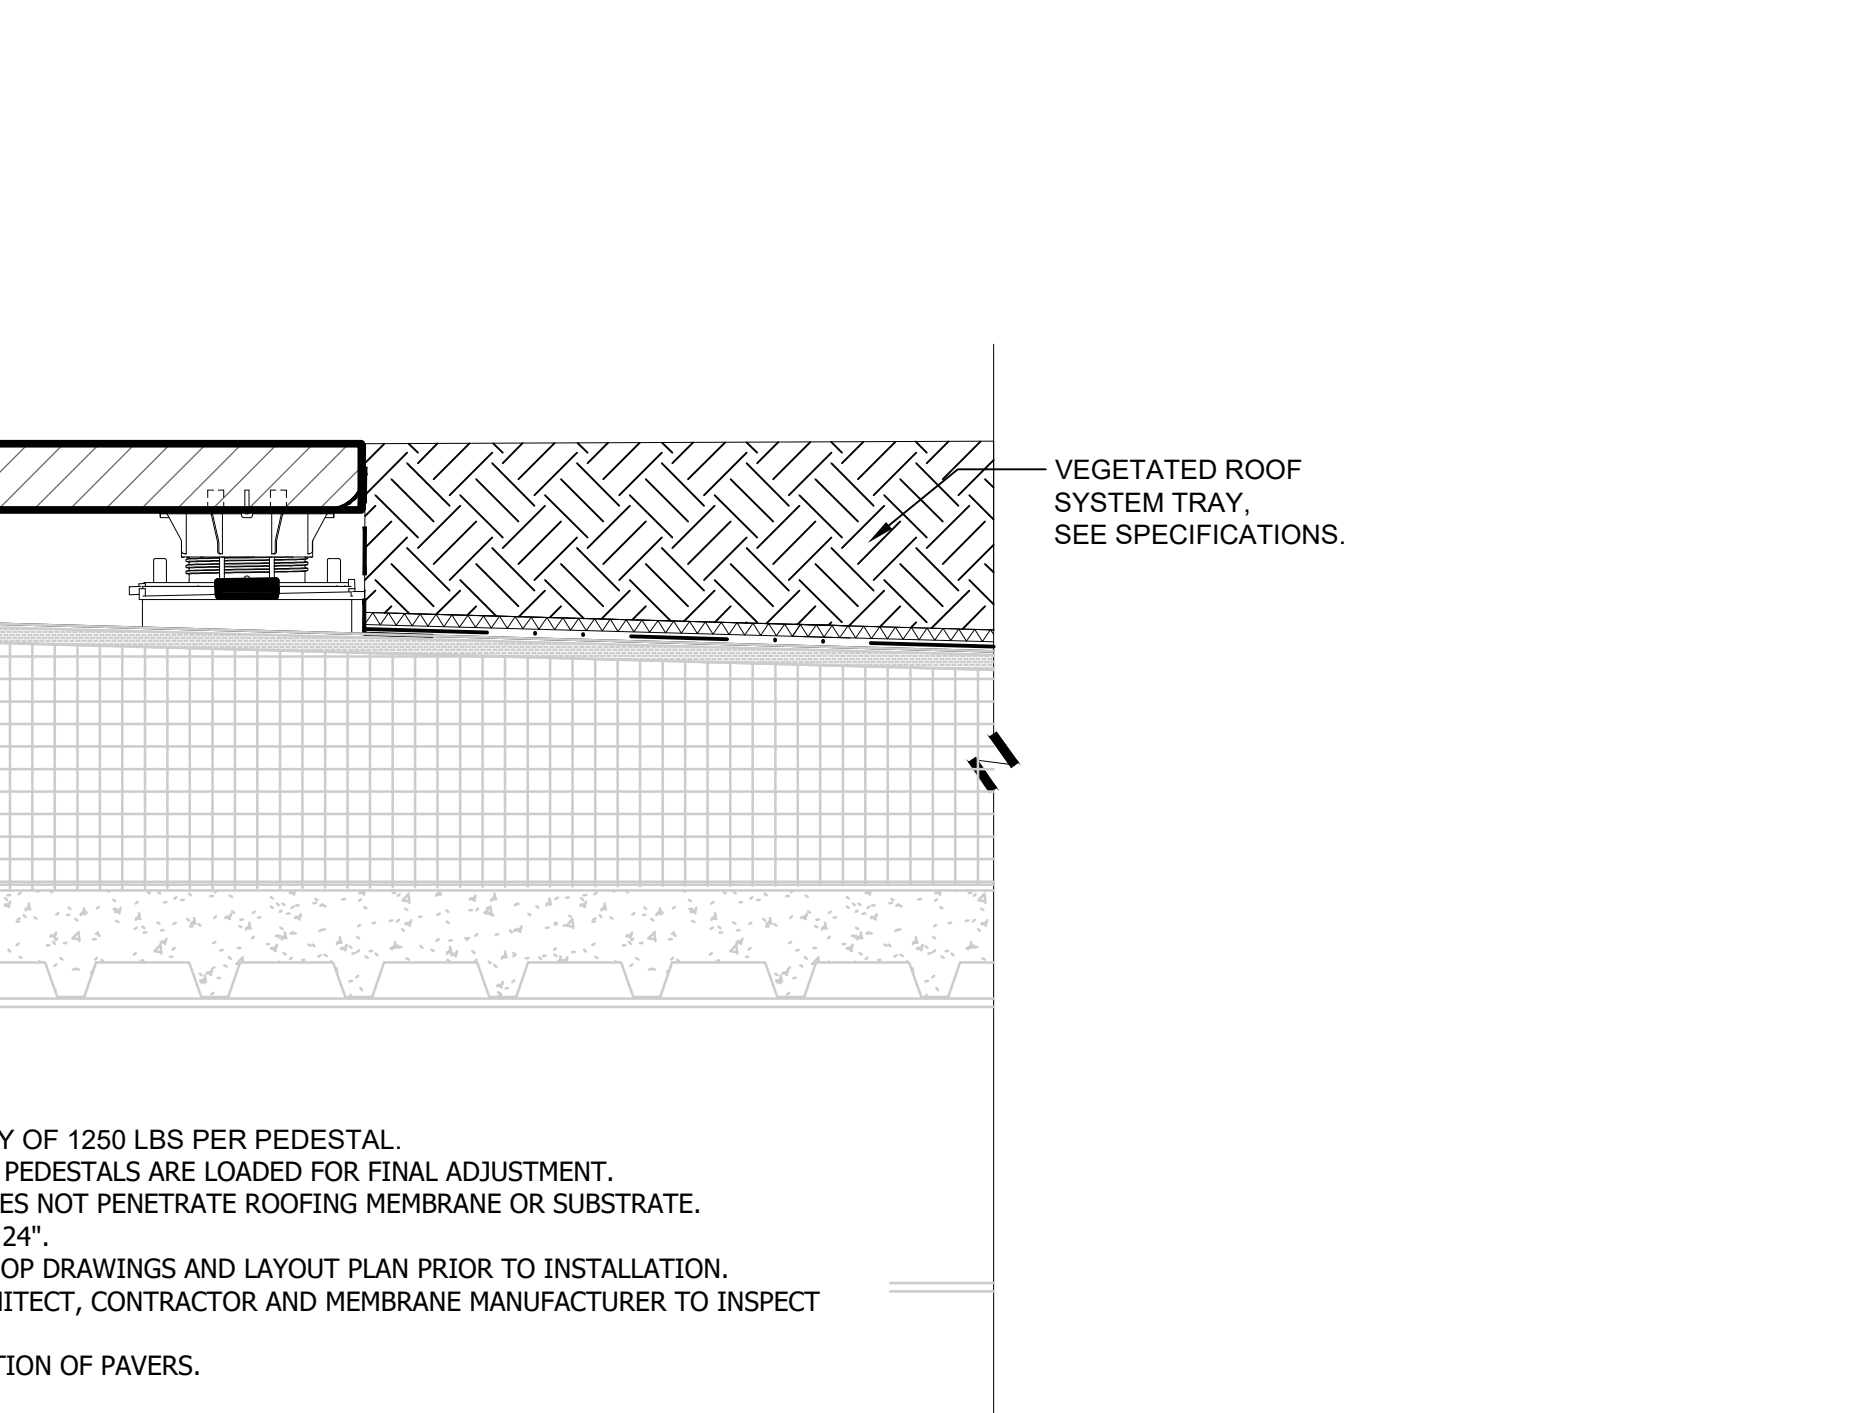 VEGETATED ROOF
SYSTEM TRAY,
SEE SPECIFICATIONS.
Y OF 1250 LBS PER PEDESTAL.
PEDESTALS ARE LOADED FOR FINAL ADJUSTMENT.
ES NOT PENETRATE ROOFING MEMBRANE OR SUBSTRATE.
24".
OP DRAWINGS AND LAYOUT PLAN PRIOR TO INSTALLATION.
HITECT, CONTRACTOR AND MEMBRANE MANUFACTURER TO INSPECT
TION OF PAVERS.